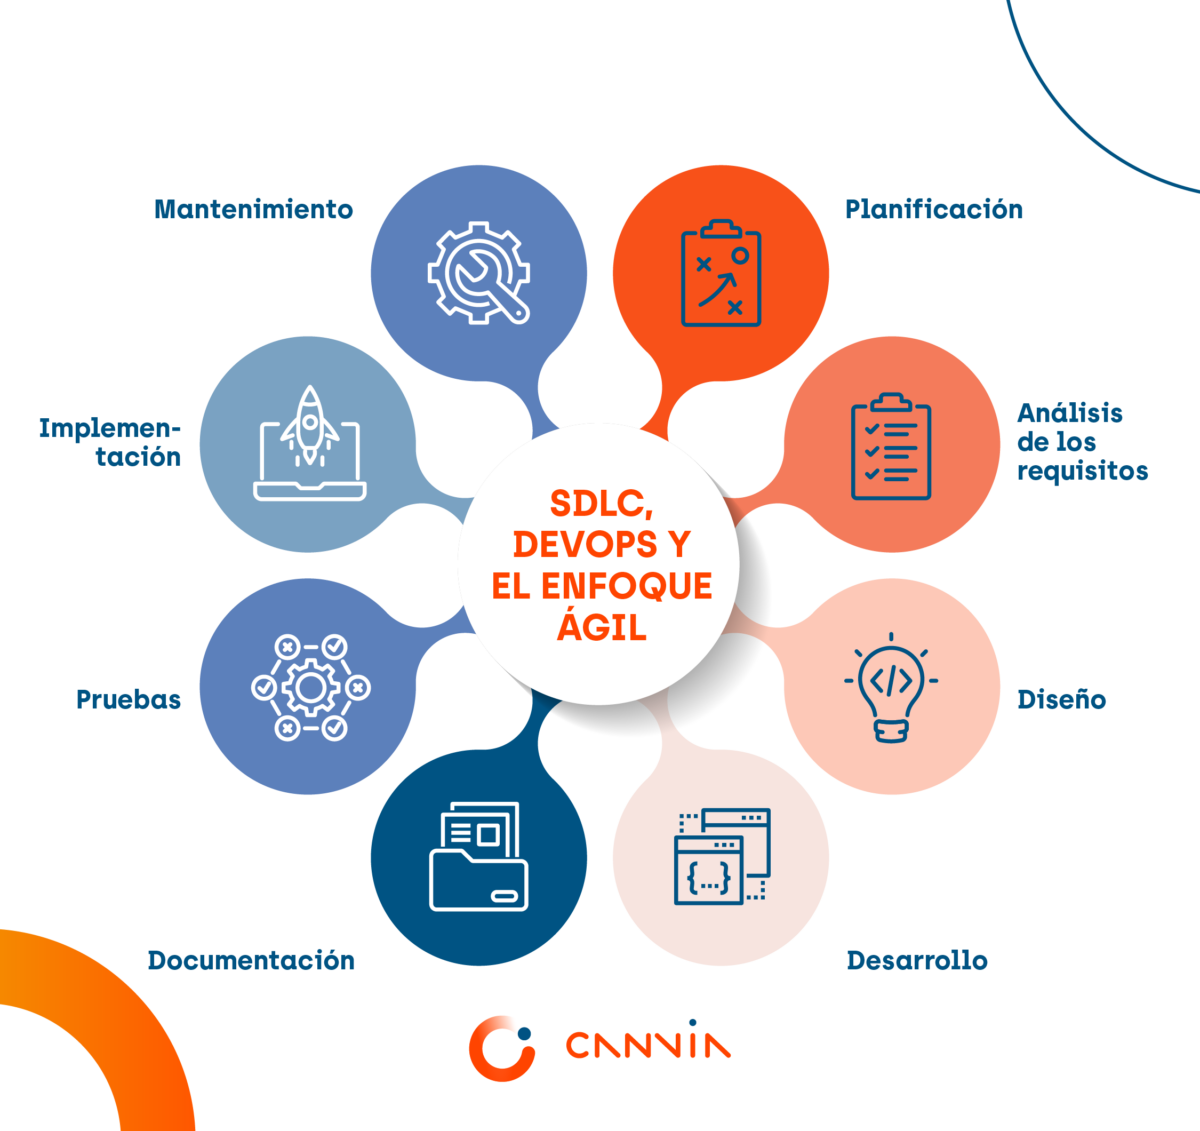 Mantenimiento
Planificación
Implemen-
tación
Análisis
de los
requisitos
SDLC,
DEVOPS Y
EL ENFOQUE
ÁGIL
Pruebas
Diseño
Documentación
Desarrollo
CANVIA